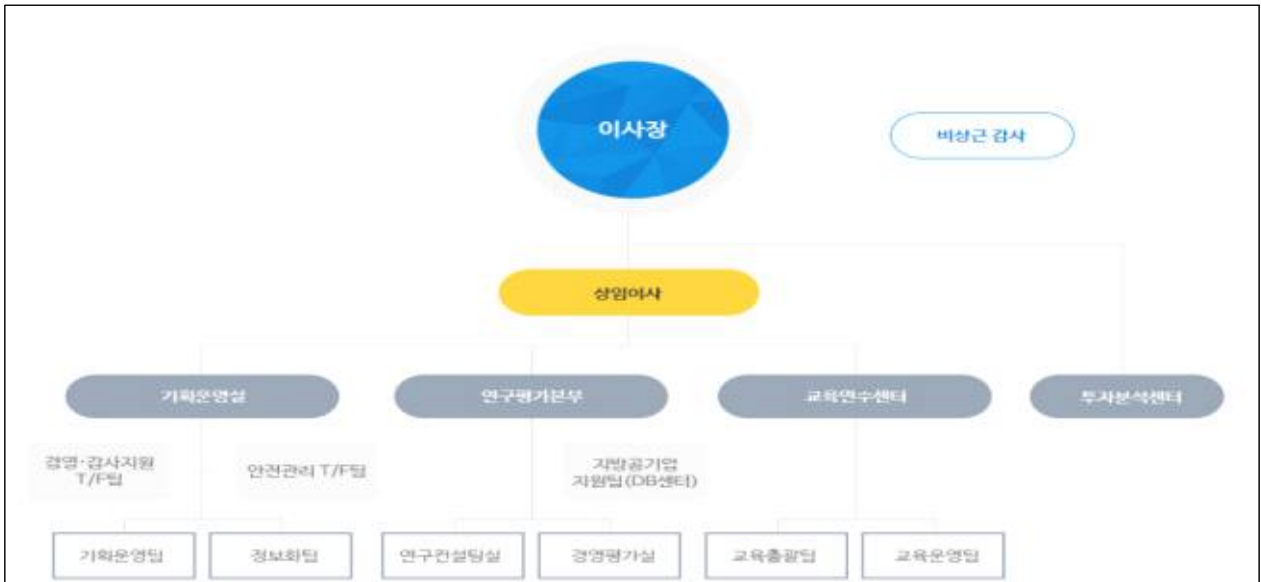 이사장
비상근 감사
상임이사
기획운영실
연구평가본부
교육연수센터
투자분석센터
경영·감사지원
T/F팀
안전관리 T/F팀
지방공기업
지원팀(DB센터)
기획운영팀
정보화팀
연구컨설팅실
경영평가실
교육총괄팀
교육운영팀